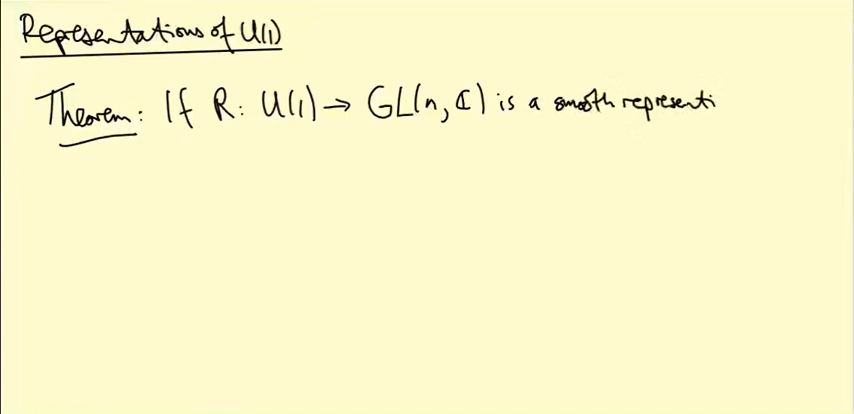 Representations of U(1)
Theorem: If R: U(1) → GL(n, ℂ) is a smooth representi